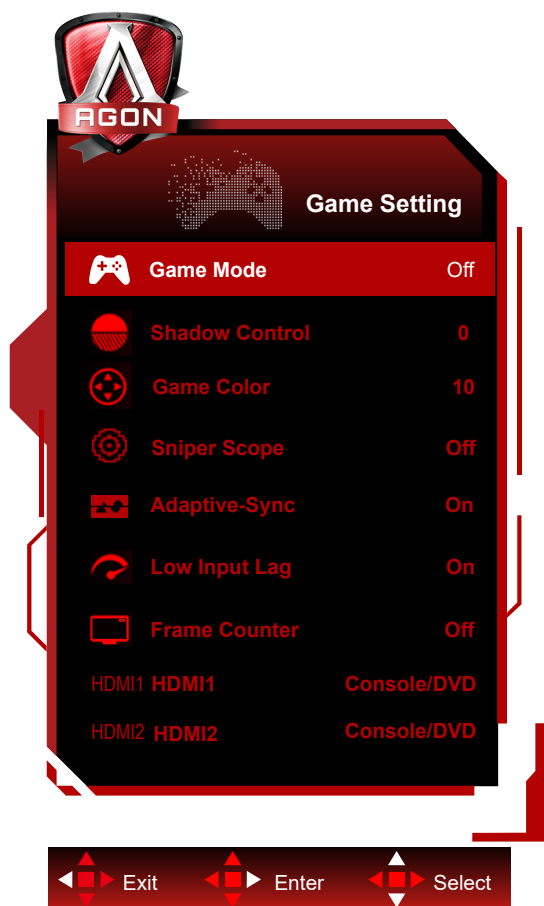 AGON
Game Setting
Game Mode Off
Shadow Control 0
Game Color 10
Sniper Scope Off
Adaptive-Sync On
Low Input Lag On
Frame Counter Off
HDMI1 HDMI1 Console/DVD
HDMI2 HDMI2 Console/DVD
Exit Enter Select